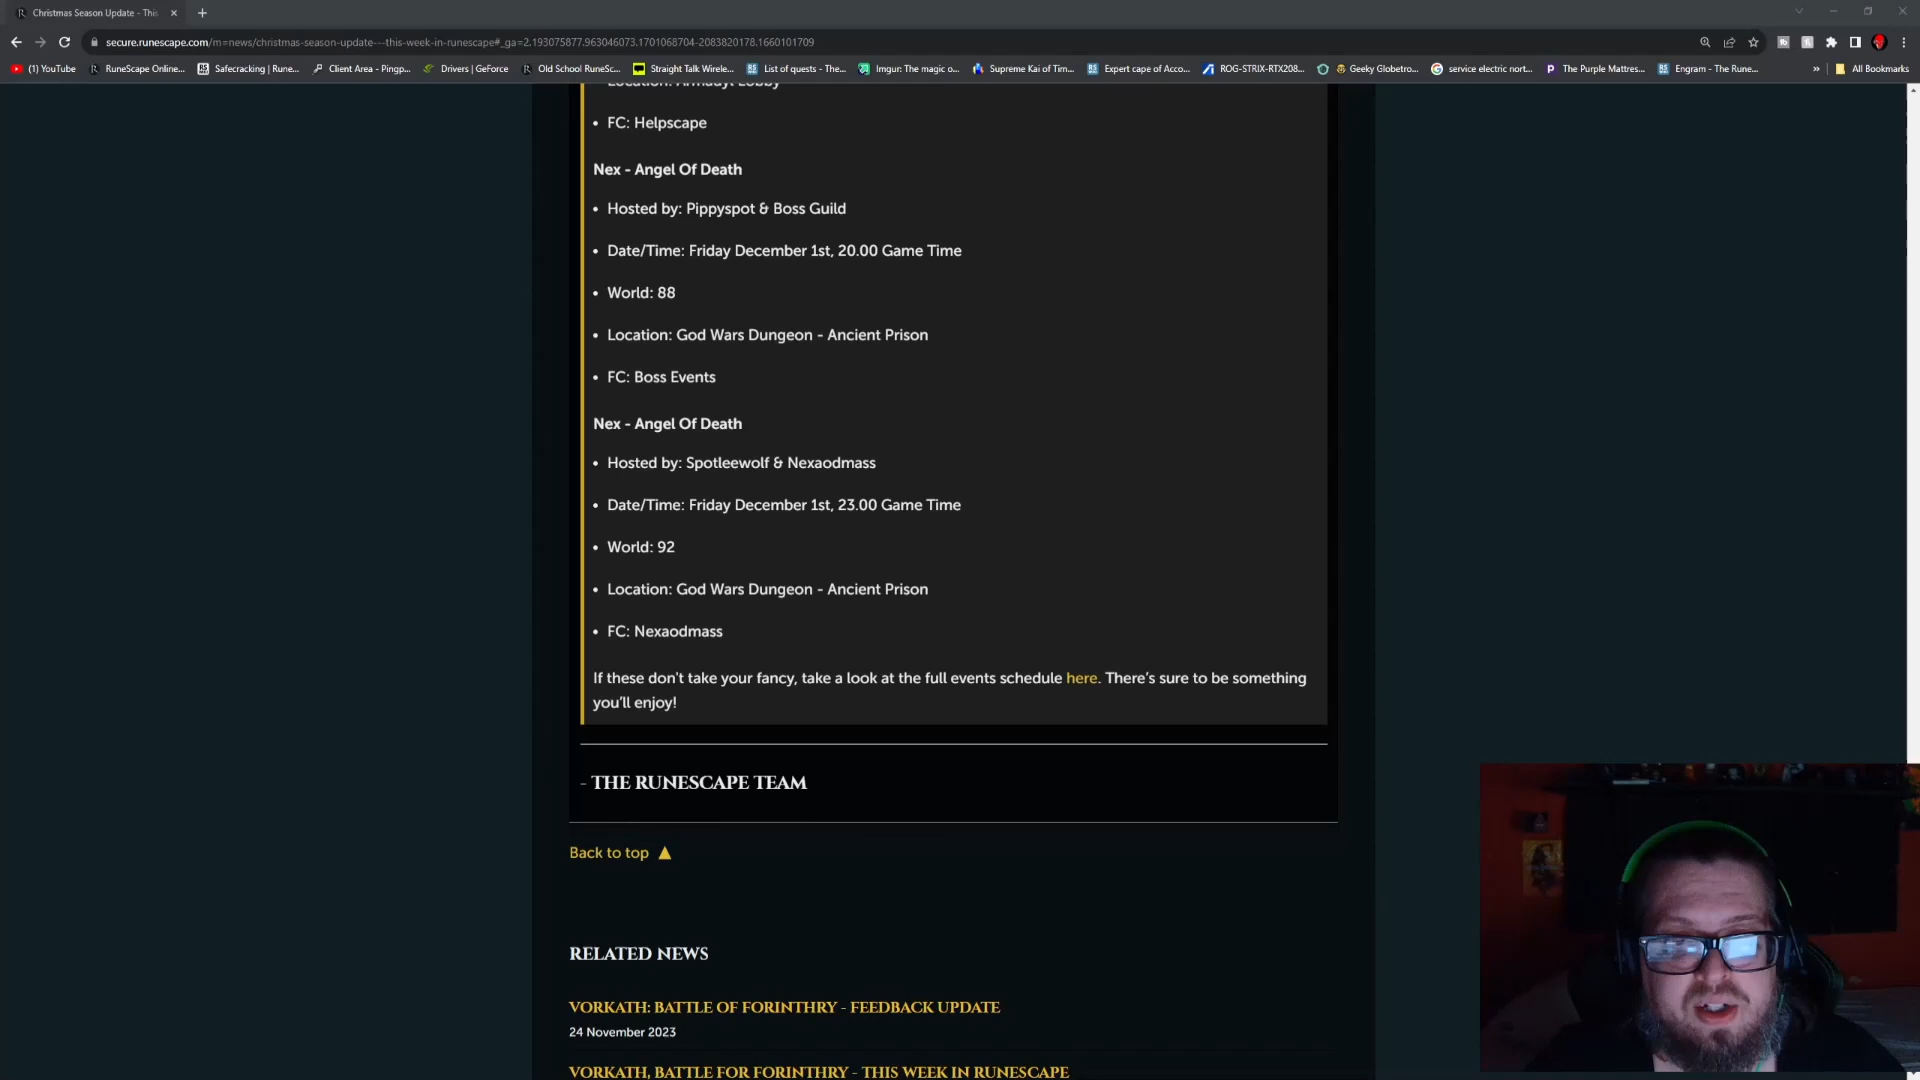 Christmas Season Update - This
secure.runescape.com/m=news/christmas-season-update---this-week-in-runescape#_ga=2.193075877.963046073.1701068704-2083820178.1660101709
(1) YouTube RuneScape Online... Safecracking | Rune... Client Area - Pingp... Drivers | GeForce Old School RuneSc... Straight Talk Wirele... List of quests - The... Imgur: The magic o... Supreme Kai of Tim... Expert cape of Acco... ROG-STRIX-RTX208... Geeky Globetro... service electric nort... The Purple Mattres... Engram - The Rune... » All Bookmarks
• Location: Armadyl Lobby
• FC: Helpscape
Nex - Angel Of Death
• Hosted by: Pippyspot & Boss Guild
• Date/Time: Friday December 1st, 20.00 Game Time
• World: 88
• Location: God Wars Dungeon - Ancient Prison
• FC: Boss Events
Nex - Angel Of Death
• Hosted by: Spotleewolf & Nexaodmass
• Date/Time: Friday December 1st, 23.00 Game Time
• World: 92
• Location: God Wars Dungeon - Ancient Prison
• FC: Nexaodmass
If these don't take your fancy, take a look at the full events schedule here. There's sure to be something
you'll enjoy!
- THE RUNESCAPE TEAM
Back to top ▲
RELATED NEWS
VORKATH: BATTLE OF FORINTHRY - FEEDBACK UPDATE
24 November 2023
VORKATH, BATTLE FOR FORINTHRY - THIS WEEK IN RUNESCAPE